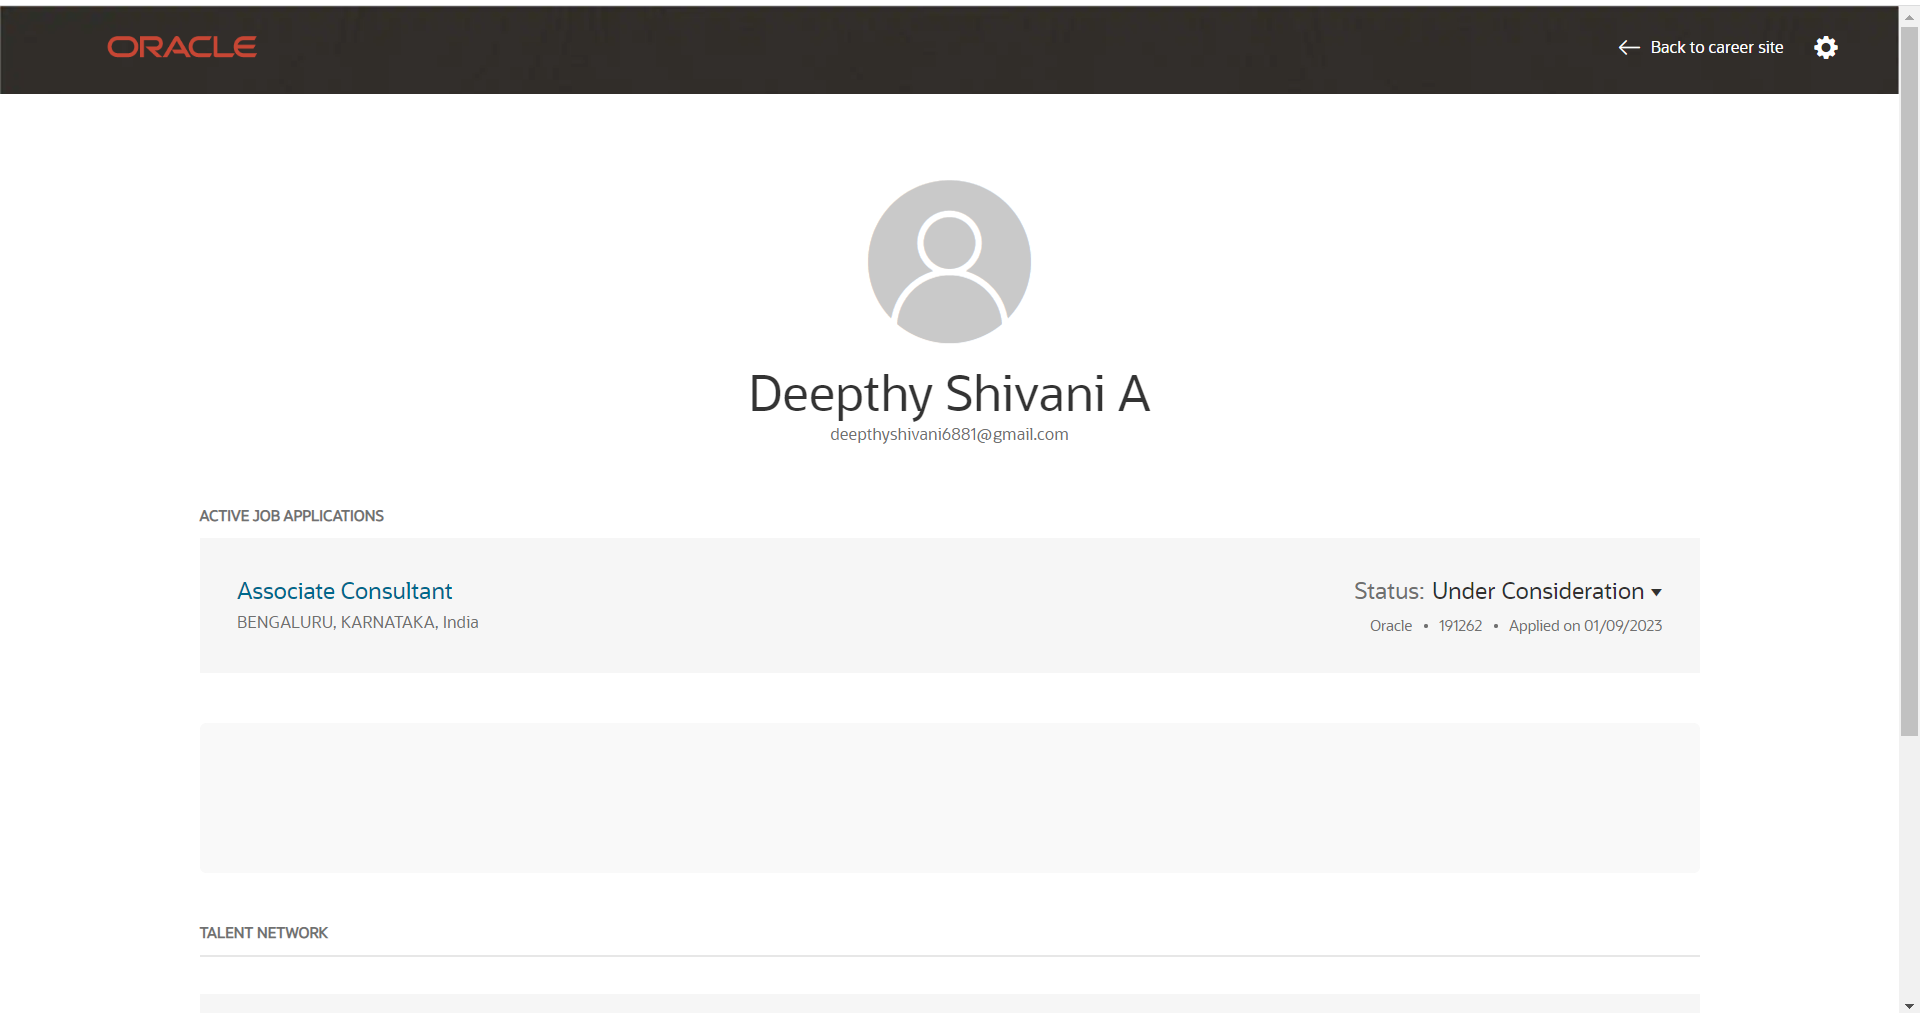 ORACLE
Back to career site
Deepthy Shivani A
deepthyshivani6881@gmail.com
ACTIVE JOB APPLICATIONS
Associate Consultant
Status: Under Consideration
BENGALURU, KARNATAKA, India
Oracle • 191262 • Applied on 01/09/2023
TALENT NETWORK